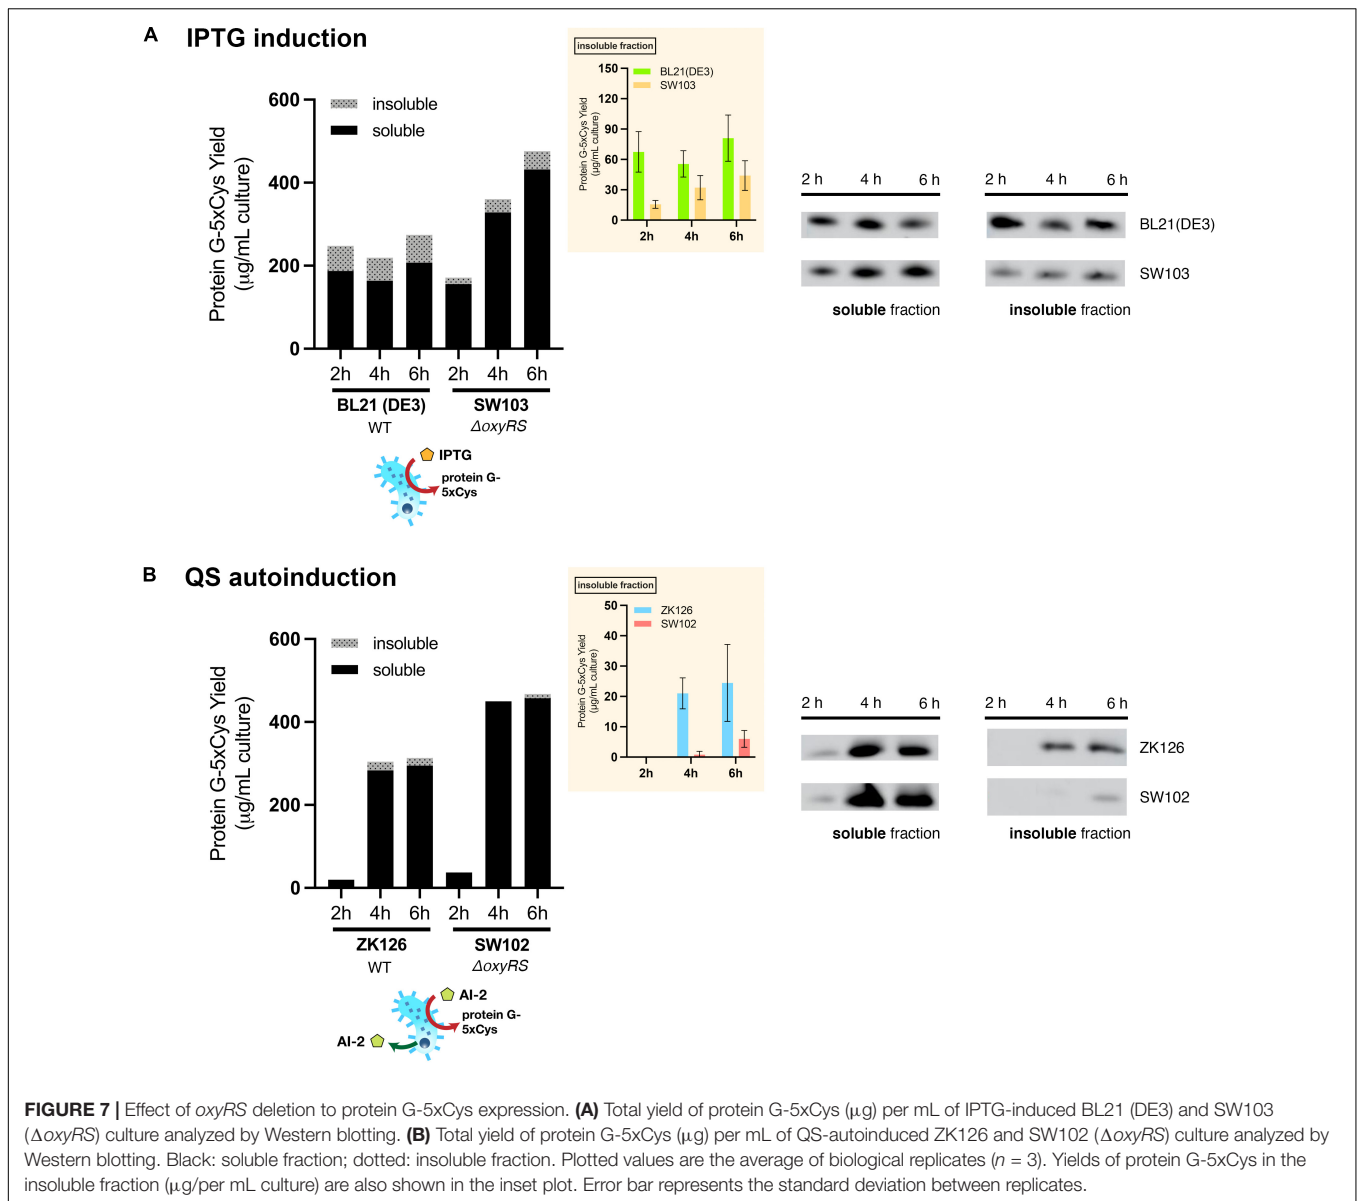 A IPTG induction
600
400
200
0
Protein G-5xCys Yield
(μg/mL culture)
insoluble
soluble
2h 4h 6h 2h 4h 6h
BL21 (DE3) SW103
WT ΔoxyRS
IPTG
protein G-
5xCys
insoluble fraction
150
120
90
60
30
0
Protein G-5xCys Yield
(μg/mL culture)
BL21(DE3)
SW103
2h 4h 6h
2 h 4 h 6 h 2 h 4 h 6 h
BL21(DE3)
SW103
soluble fraction insoluble fraction
B QS autoinduction
600
400
200
0
Protein G-5xCys Yield
(μg/mL culture)
insoluble
soluble
2h 4h 6h 2h 4h 6h
ZK126 SW102
WT ΔoxyRS
AI-2
protein G-
5xCys
AI-2
insoluble fraction
50
40
30
20
10
0
Protein G-5xCys Yield
(μg/mL culture)
ZK126
SW102
2h 4h 6h
2 h 4 h 6 h 2 h 4 h 6 h
ZK126
SW102
soluble fraction insoluble fraction
FIGURE 7 | Effect of oxyRS deletion to protein G-5xCys expression. (A) Total yield of protein G-5xCys (μg) per mL of IPTG-induced BL21 (DE3) and SW103
(ΔoxyRS) culture analyzed by Western blotting. (B) Total yield of protein G-5xCys (μg) per mL of QS-autoinduced ZK126 and SW102 (ΔoxyRS) culture analyzed by
Western blotting. Black: soluble fraction; dotted: insoluble fraction. Plotted values are the average of biological replicates (n = 3). Yields of protein G-5xCys in the
insoluble fraction (μg/per mL culture) are also shown in the inset plot. Error bar represents the standard deviation between replicates.